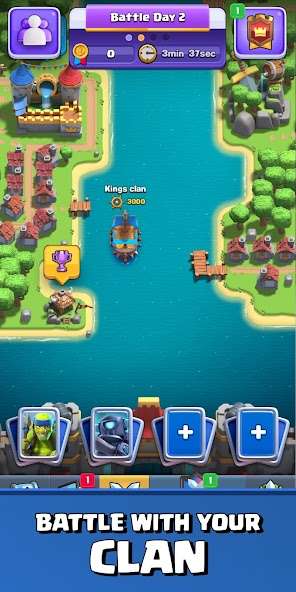 Battle Day 2
1
0
3min 37sec
Kings clan
3000
+
+
1
1
BATTLE WITH YOUR
CLAN